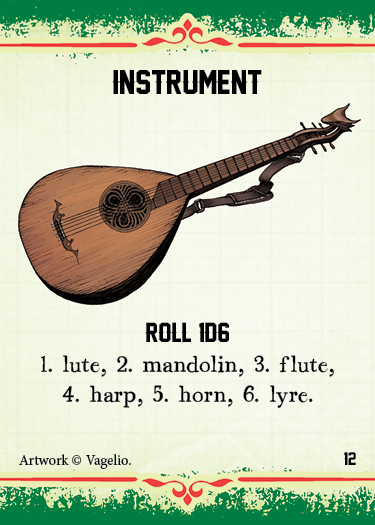 INSTRUMENT
ROLL 1D6
1. lute, 2. mandolin, 3. flute,
4. harp, 5. horn, 6. lyre.
Artwork © Vagelio.
12